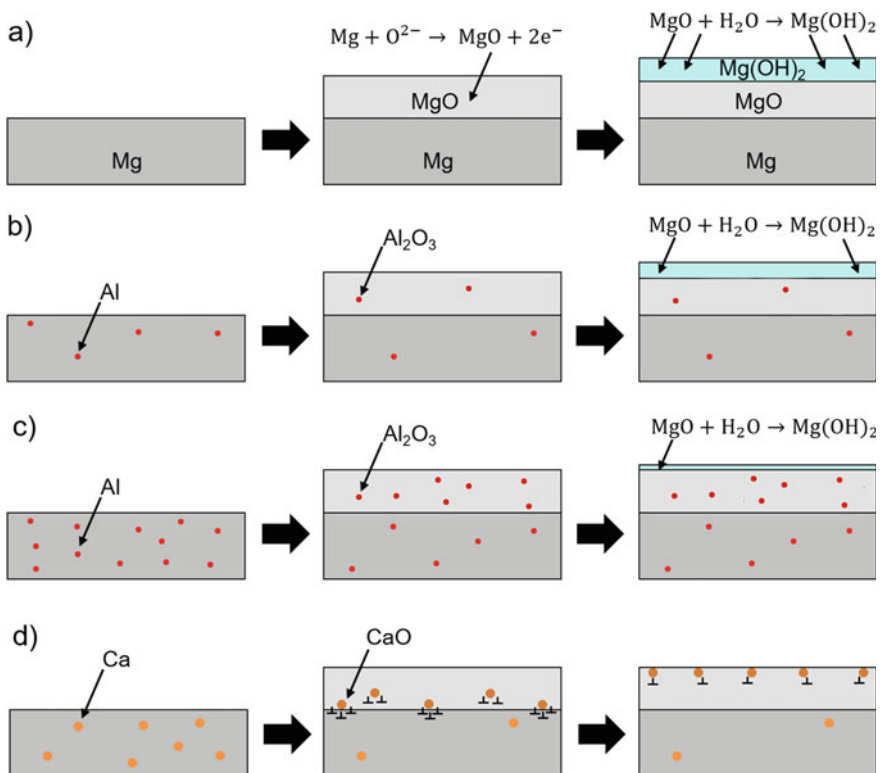 a)
Mg + O²⁻ → MgO + 2e⁻
MgO + H₂O → Mg(OH)₂
Mg
MgO
Mg
Mg(OH)₂
MgO
Mg
b)
Al
Al₂O₃
MgO + H₂O → Mg(OH)₂
c)
Al
Al₂O₃
MgO + H₂O → Mg(OH)₂
d)
Ca
CaO